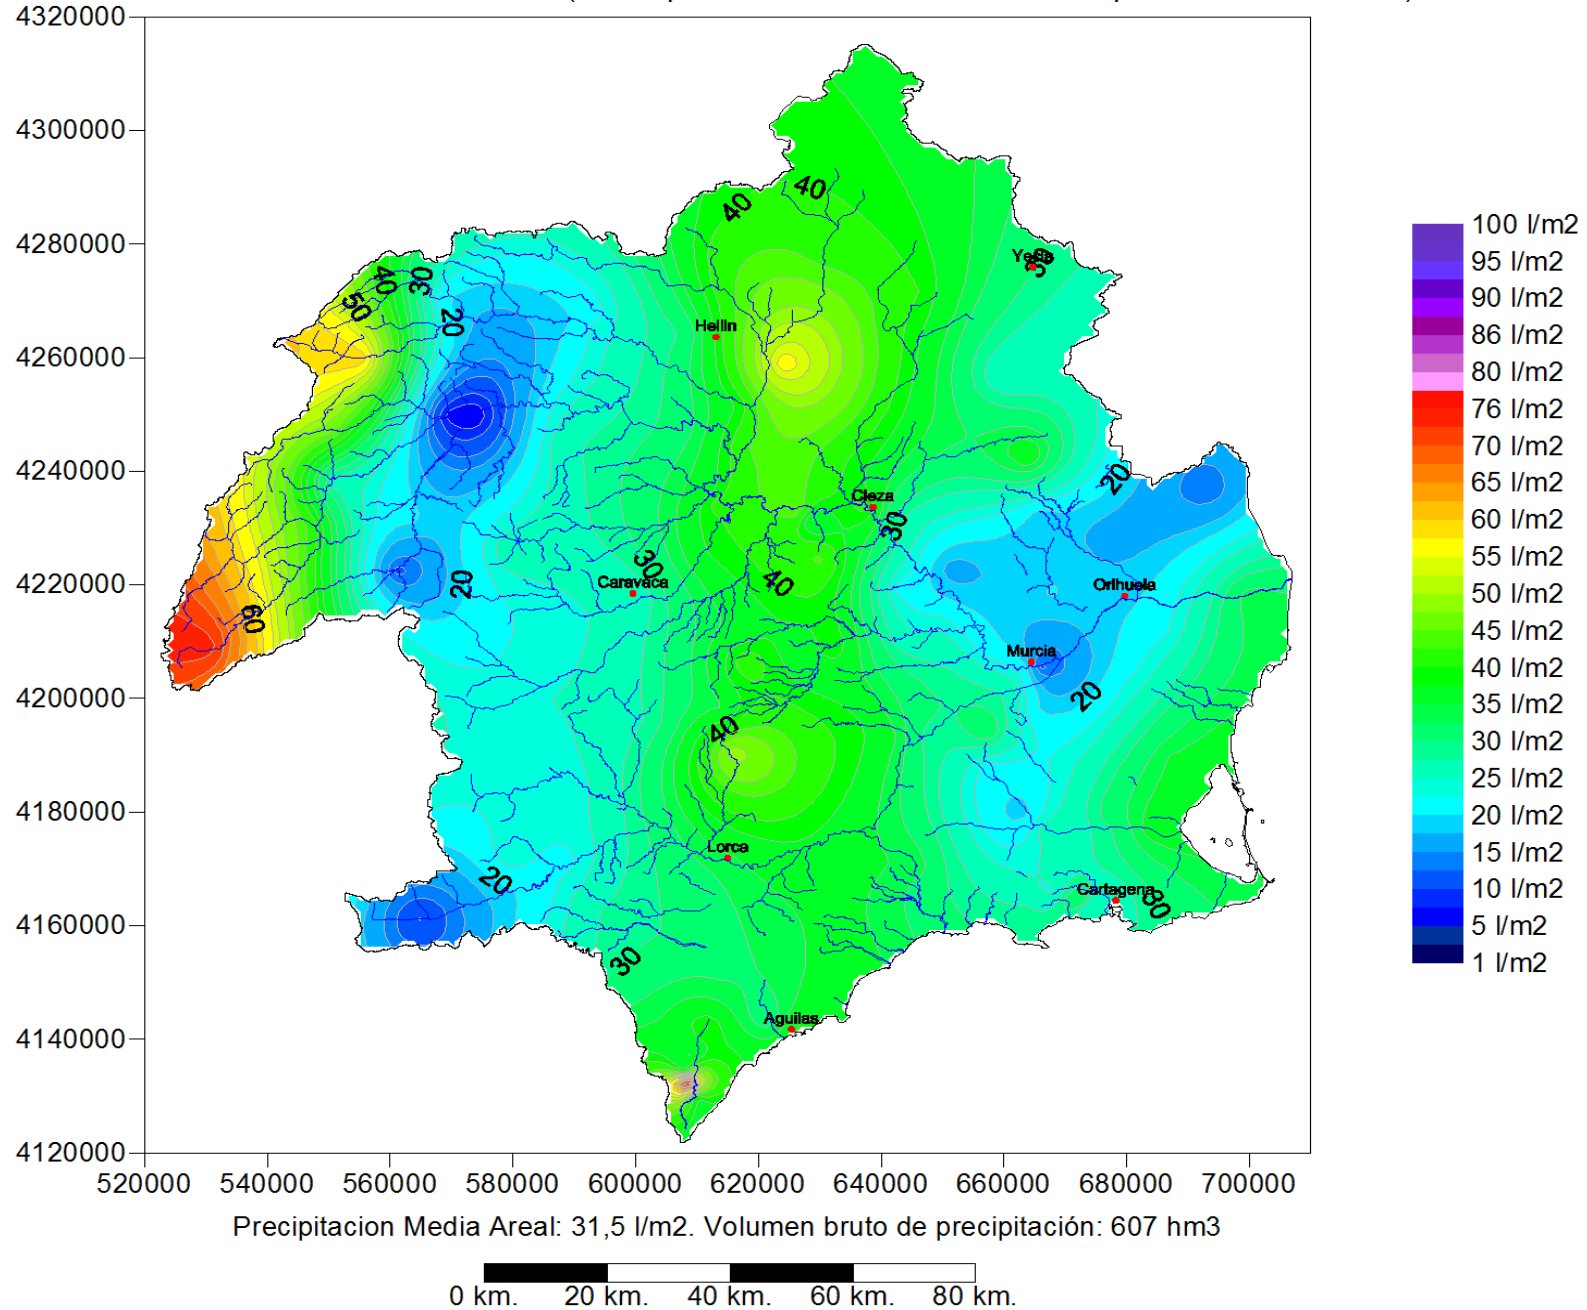 4320000
4300000
4280000
4260000
4240000
4220000
4200000
4180000
4160000
4140000
4120000
520000 540000 560000 580000 600000 620000 640000 660000 680000 700000
40
40
30
Yecla
40
30
50
20
Hellin
20
Cieza
30
30
Caravaca
40
20
Orihuela
60
Murcia
20
40
Lorca
20
Cartagena
30
30
Aguilas
100 l/m2
95 l/m2
90 l/m2
86 l/m2
80 l/m2
76 l/m2
70 l/m2
65 l/m2
60 l/m2
55 l/m2
50 l/m2
45 l/m2
40 l/m2
35 l/m2
30 l/m2
25 l/m2
20 l/m2
15 l/m2
10 l/m2
5 l/m2
1 l/m2
Precipitacion Media Areal: 31,5 l/m2. Volumen bruto de precipitación: 607 hm3
0 km. 20 km. 40 km. 60 km. 80 km.